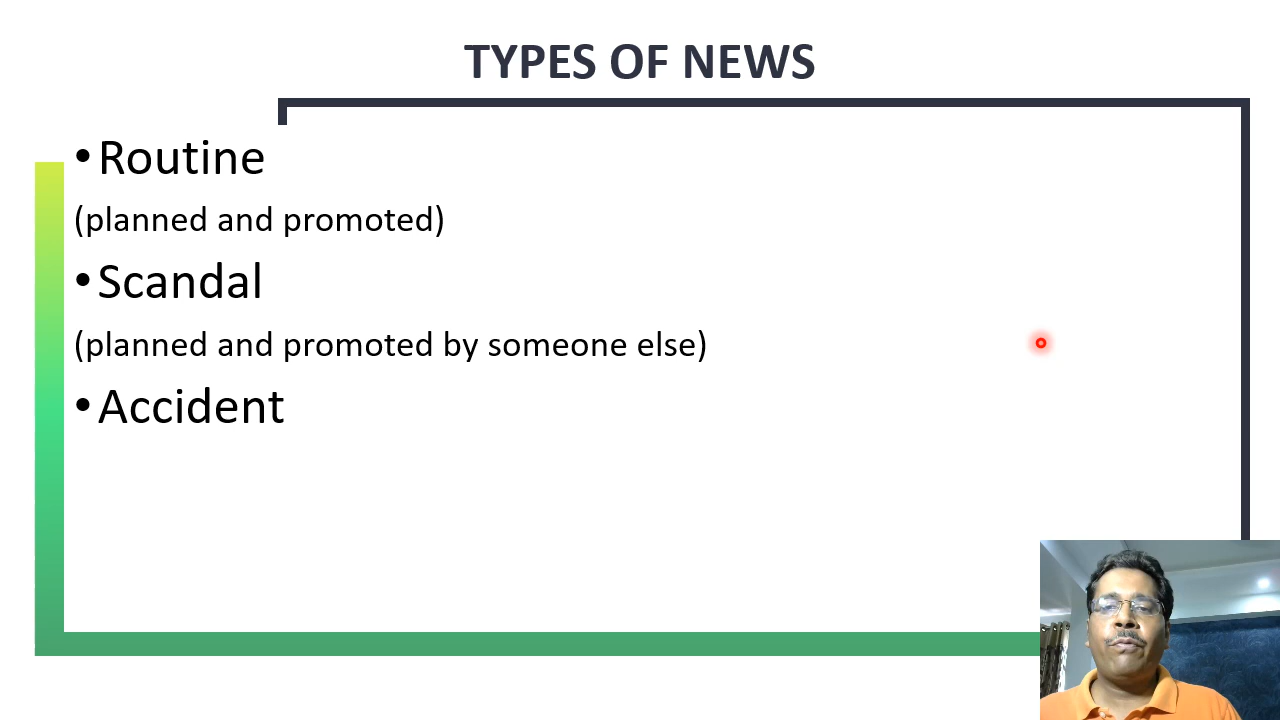 TYPES OF NEWS
•Routine
(planned and promoted)
•Scandal
(planned and promoted by someone else)
•Accident